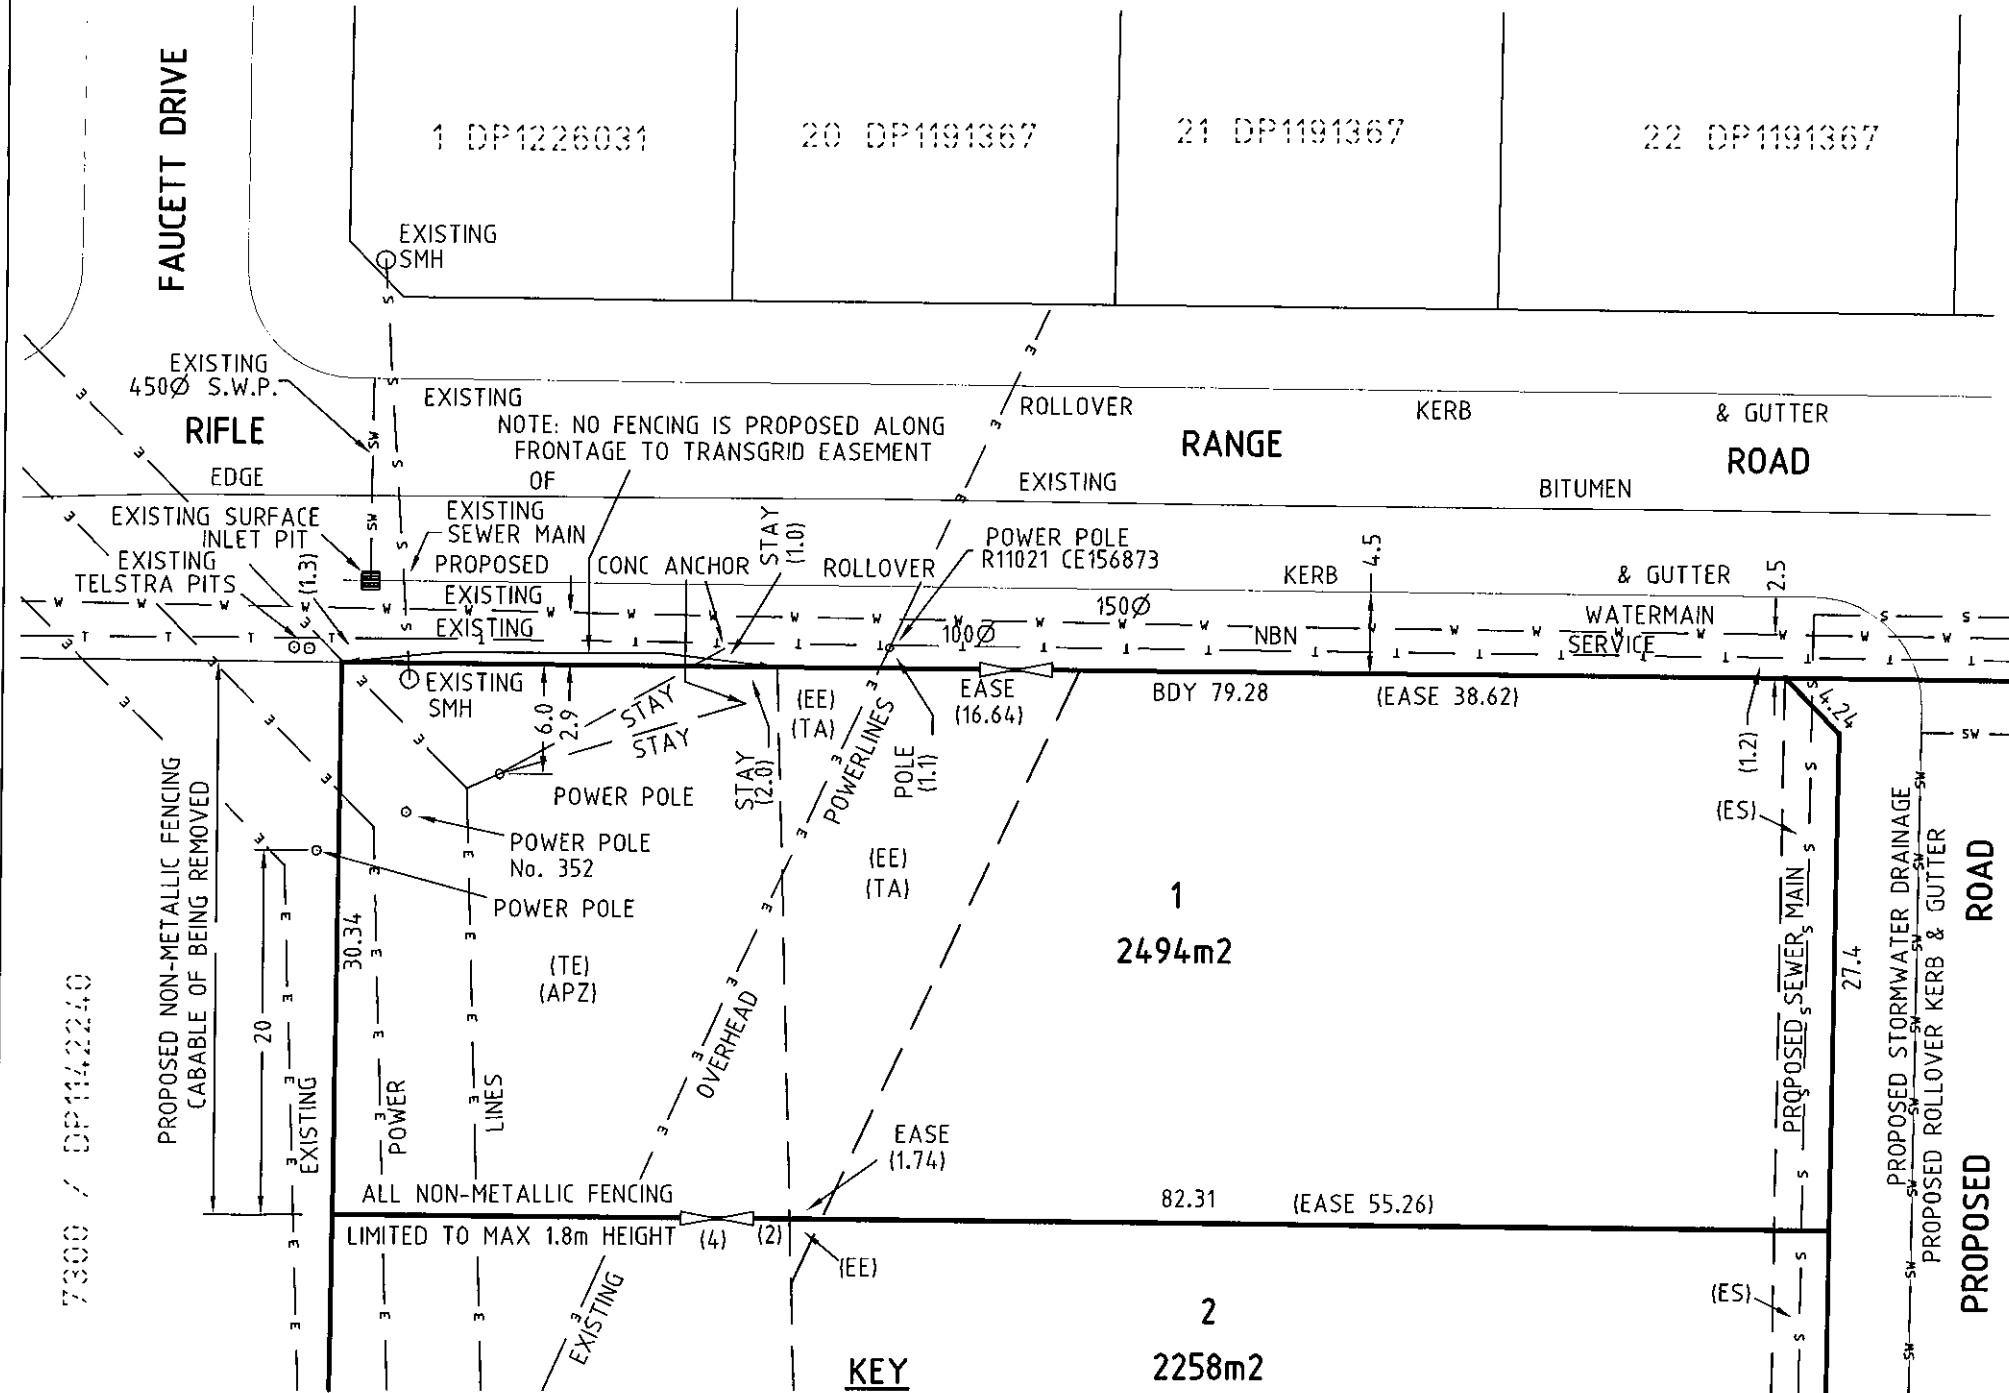 FAUCETT DRIVE
1 DP1226031
20 DP1191367
21 DP1191367
22 DP1191367
EXISTING
SMH
EXISTING
450Ø S.W.P.
RIFLE
RANGE
ROAD
EXISTING
ROLLOVER
KERB
& GUTTER
NOTE: NO FENCING IS PROPOSED ALONG
FRONTAGE TO TRANSGRID EASEMENT
EDGE
OF
EXISTING
BITUMEN
EXISTING SURFACE
INLET PIT
EXISTING
SEWER MAIN
EXISTING
TELSTRA PITS
(1.3)
PROPOSED
ROLLOVER
KERB
& GUTTER
CONC ANCHOR
STAY
(1.0)
POWER POLE
R11021 CE156873
4.5
2.5
EXISTING
150Ø
WATERMAIN
EXISTING
100Ø
NBN
SERVICE
EXISTING
SMH
6.0
2.9
STAY
STAY
STAY
(2.0)
(EE)
(TA)
POWERLINES
POLE
(1.1)
EASE
(16.64)
BDY 79.28
(EASE 38.62)
(1.2)
4.24
POWER POLE
POWER POLE
No. 352
POWER POLE
PROPOSED NON-METALLIC FENCING
CABABLE OF BEING REMOVED
20
30.34
(TE)
(APZ)
(EE)
(TA)
1
2494m2
(ES)
PROPOSED SEWER MAIN
27.4
PROPOSED STORMWATER DRAINAGE
PROPOSED ROLLOVER KERB & GUTTER
PROPOSED ROAD
7300 / DP1142240
EXISTING
POWER
LINES
OVERHEAD
EXISTING
EASE
(1.74)
ALL NON-METALLIC FENCING
LIMITED TO MAX 1.8m HEIGHT
(4)
(2)
82.31
(EASE 55.26)
(EE)
(ES)
2
2258m2
KEY